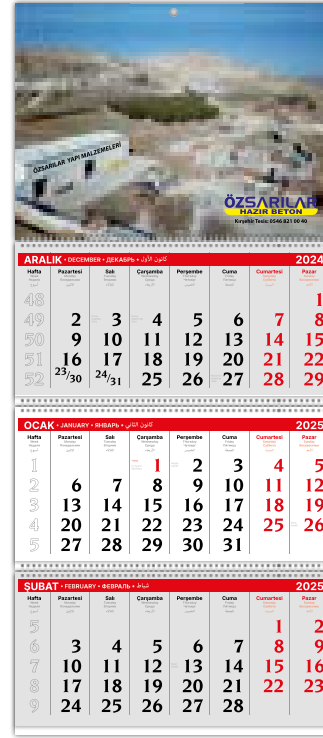 ÖZSARILAR YAPI MALZEMELERİ
ÖZSARILAR
HAZIR BETON
Kırşehir Tesis: 0546 821 00 40
ARALIK • DECEMBER • ДЕКАБРЬ • كانون الأول 2024
Hafta Pazartesi Salı Çarşamba Perşembe Cuma Cumartesi Pazar
48 1
49 2 3 4 5 6 7 8
50 9 10 11 12 13 14 15
51 16 17 18 19 20 21 22
52 23/30 24/31 25 26 27 28 29
OCAK • JANUARY • ЯНВАРЬ • كانون الثاني 2025
Hafta Pazartesi Salı Çarşamba Perşembe Cuma Cumartesi Pazar
1 1 2 3 4 5
2 6 7 8 9 10 11 12
3 13 14 15 16 17 18 19
4 20 21 22 23 24 25 26
5 27 28 29 30 31
ŞUBAT • FEBRUARY • ФЕВРАЛЬ • شباط 2025
Hafta Pazartesi Salı Çarşamba Perşembe Cuma Cumartesi Pazar
5 1 2
6 3 4 5 6 7 8 9
7 10 11 12 13 14 15 16
8 17 18 19 20 21 22 23
9 24 25 26 27 28